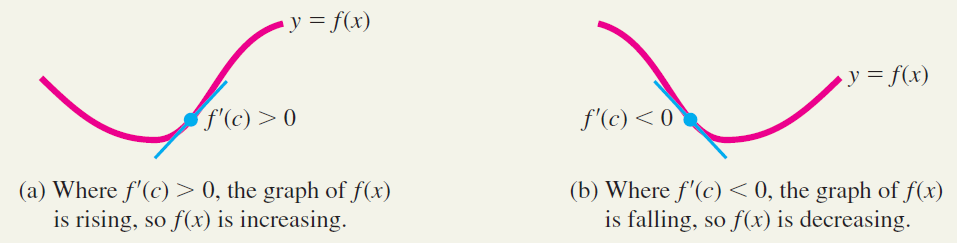 y = f(x)
f'(c) > 0
(a) Where f'(c) > 0, the graph of f(x)
is rising, so f(x) is increasing.
y = f(x)
f'(c) < 0
(b) Where f'(c) < 0, the graph of f(x)
is falling, so f(x) is decreasing.